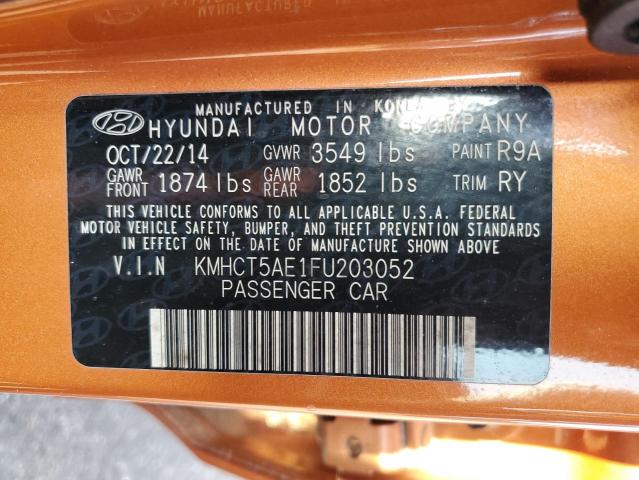 MANUFACTURED IN KOREA BY
HYUNDAI MOTOR COMPANY
OCT/22/14 GVWR 3549 lbs PAINT R9A
GAWR FRONT 1874 lbs GAWR REAR 1852 lbs TRIM RY
THIS VEHICLE CONFORMS TO ALL APPLICABLE U.S.A. FEDERAL
MOTOR VEHICLE SAFETY, BUMPER, AND THEFT PREVENTION STANDARDS
IN EFFECT ON THE DATE OF MANUFACTURE SHOWN ABOVE
V.I.N KMHCT5AE1FU203052
PASSENGER CAR